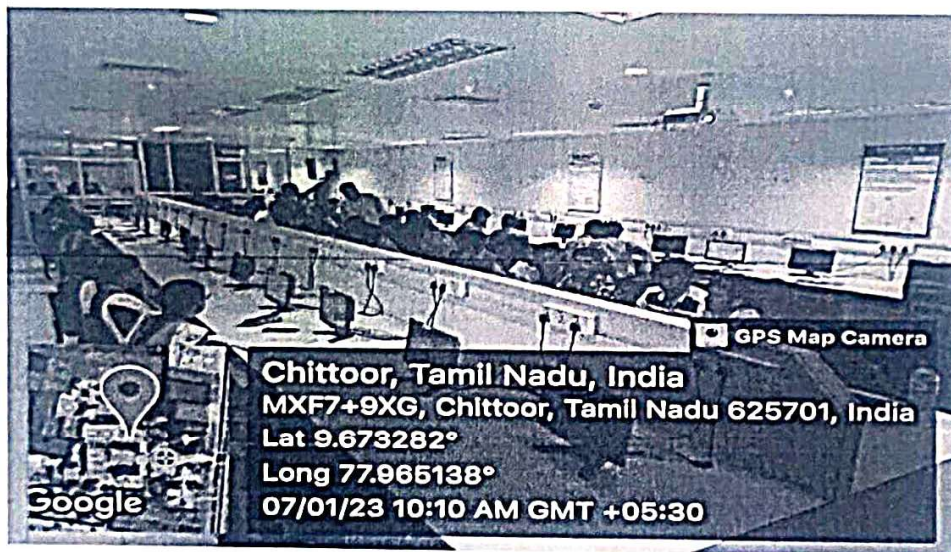 GPS Map Camera
Chittoor, Tamil Nadu, India
MXF7+9XG, Chittoor, Tamil Nadu 625701, India
Lat 9.673282°
Long 77.965138°
07/01/23 10:10 AM GMT +05:30
Google